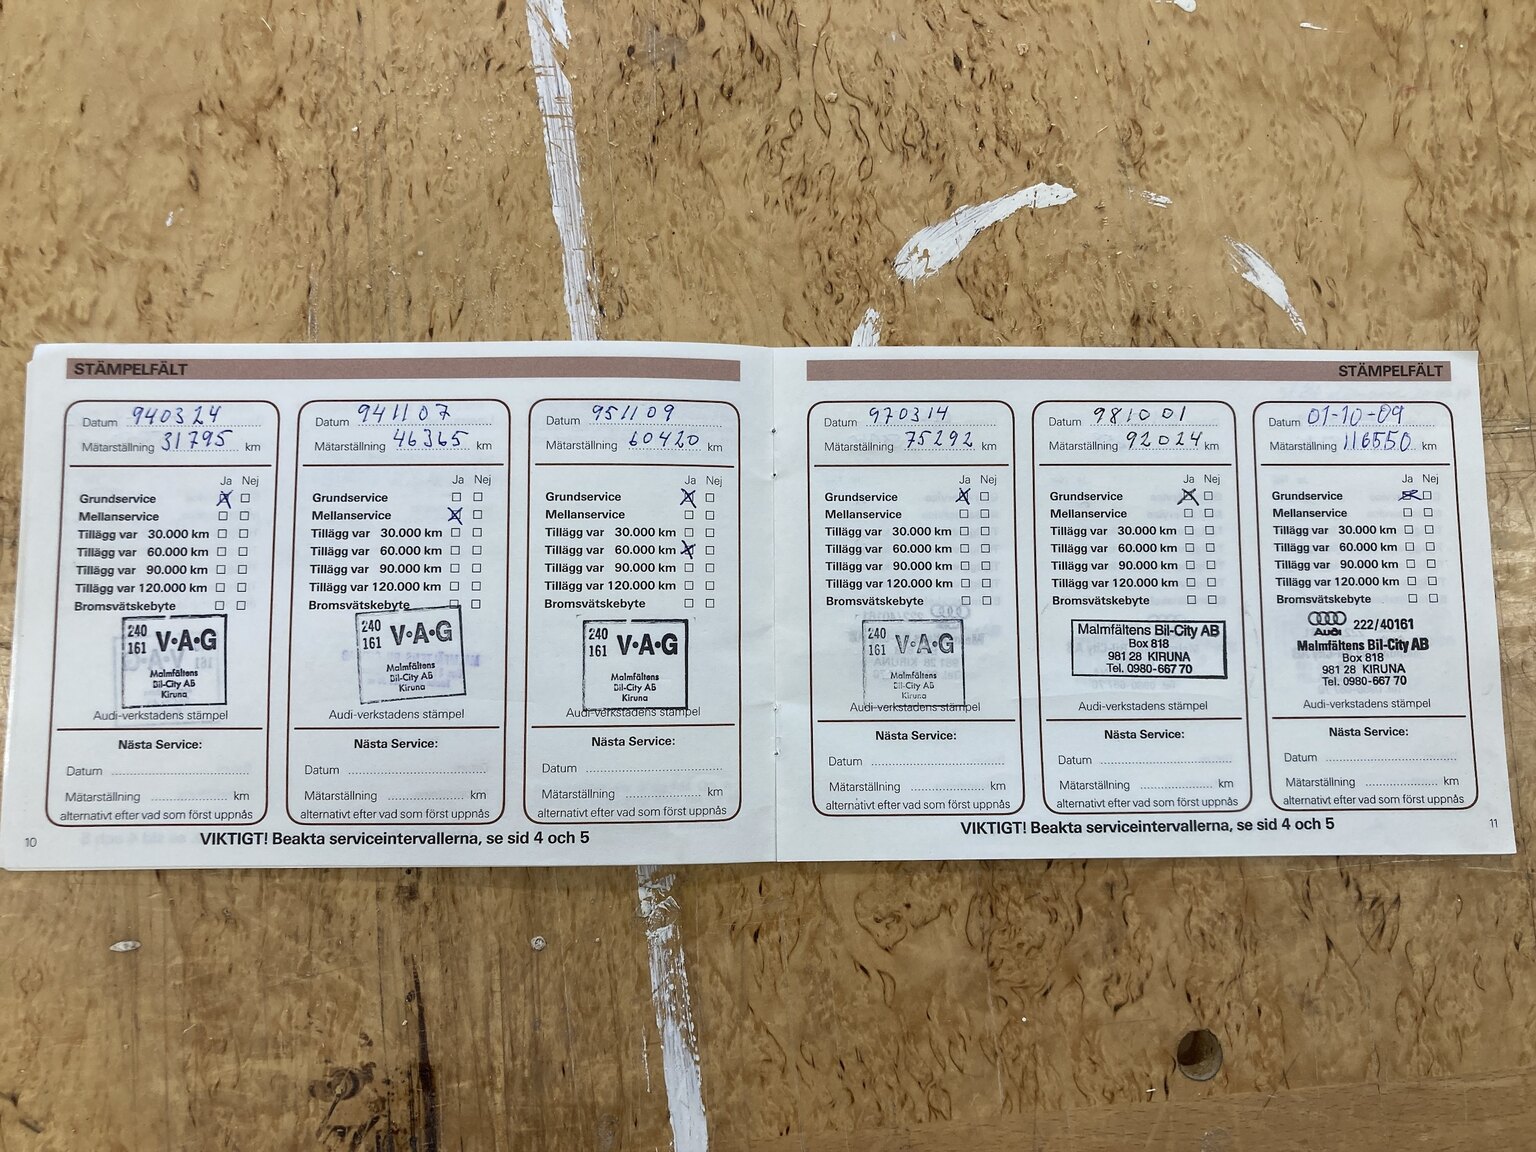 STÄMPELFÄLT
Datum 940324
Mätarställning 31795 km
Ja Nej
Grundservice
Mellanservice
Tillägg var 30.000 km
Tillägg var 60.000 km
Tillägg var 90.000 km
Tillägg var 120.000 km
Bromsvätskebyte
240 161 V•A•G
Malmfältens
Bil-City AB
Kiruna
Audi-verkstadens stämpel
Nästa Service:
Datum
Mätarställning km
alternativt efter vad som först uppnås
Datum 941107
Mätarställning 46365 km
Ja Nej
Grundservice
Mellanservice
Tillägg var 30.000 km
Tillägg var 60.000 km
Tillägg var 90.000 km
Tillägg var 120.000 km
Bromsvätskebyte
240 161 V•A•G
Malmfältens
Bil-City AB
Kiruna
Audi-verkstadens stämpel
Nästa Service:
Datum
Mätarställning km
alternativt efter vad som först uppnås
Datum 951109
Mätarställning 60420 km
Ja Nej
Grundservice
Mellanservice
Tillägg var 30.000 km
Tillägg var 60.000 km
Tillägg var 90.000 km
Tillägg var 120.000 km
Bromsvätskebyte
240 161 V•A•G
Malmfältens
Bil-City AB
Kiruna
Audi-verkstadens stämpel
Nästa Service:
Datum
Mätarställning km
alternativt efter vad som först uppnås
10
VIKTIGT! Beakta serviceintervallerna, se sid 4 och 5
STÄMPELFÄLT
Datum 970314
Mätarställning 75292 km
Ja Nej
Grundservice
Mellanservice
Tillägg var 30.000 km
Tillägg var 60.000 km
Tillägg var 90.000 km
Tillägg var 120.000 km
Bromsvätskebyte
240 161 V•A•G
Malmfältens
Bil-City AB
Kiruna
Audi-verkstadens stämpel
Nästa Service:
Datum
Mätarställning km
alternativt efter vad som först uppnås
Datum 981001
Mätarställning 92024 km
Ja Nej
Grundservice
Mellanservice
Tillägg var 30.000 km
Tillägg var 60.000 km
Tillägg var 90.000 km
Tillägg var 120.000 km
Bromsvätskebyte
Malmfältens Bil-City AB
Box 818
981 28 KIRUNA
Tel. 0980-667 70
Audi-verkstadens stämpel
Nästa Service:
Datum
Mätarställning km
alternativt efter vad som först uppnås
Datum 01-10-09
Mätarställning 116550 km
Ja Nej
Grundservice
Mellanservice
Tillägg var 30.000 km
Tillägg var 60.000 km
Tillägg var 90.000 km
Tillägg var 120.000 km
Bromsvätskebyte
Audi 222/40161
Malmfältens Bil-City AB
Box 818
981 28 KIRUNA
Tel. 0980-667 70
Audi-verkstadens stämpel
Nästa Service:
Datum
Mätarställning km
alternativt efter vad som först uppnås
VIKTIGT! Beakta serviceintervallerna, se sid 4 och 5
11